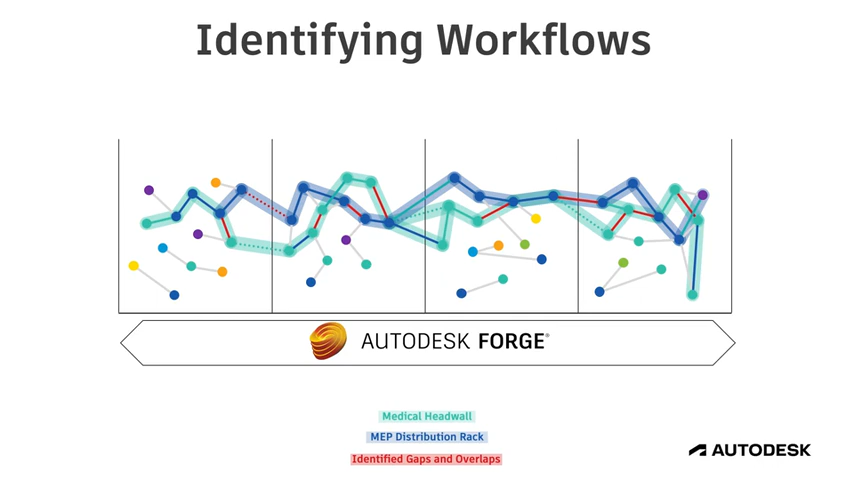 Identifying Workflows
AUTODESK FORGE®
Medical Headwall
MEP Distribution Rack
Identified Gaps and Overlaps
AUTODESK